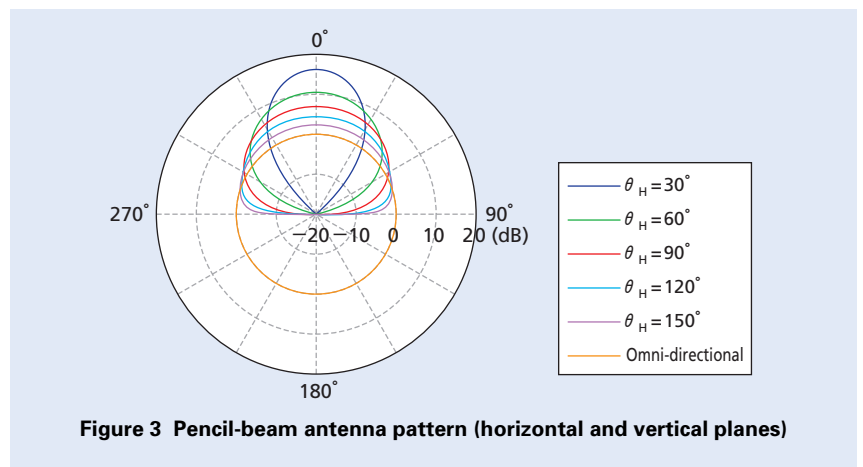 0°
270°
90°
−20 −10 0 10 20 (dB)
180°
θ H = 30°
θ H = 60°
θ H = 90°
θ H = 120°
θ H = 150°
Omni-directional
Figure 3 Pencil-beam antenna pattern (horizontal and vertical planes)